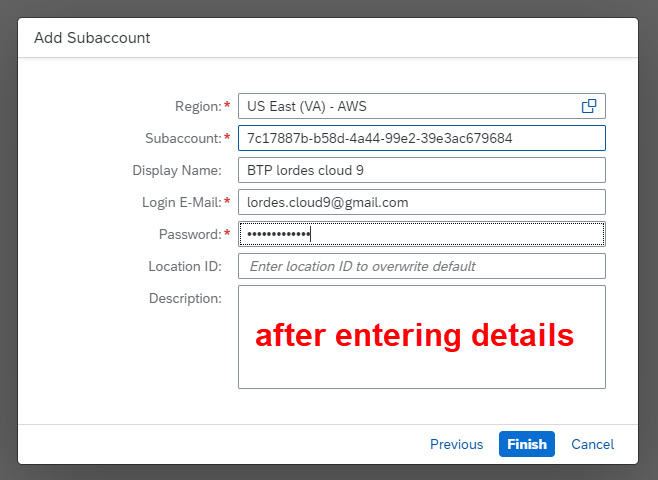 Add Subaccount
Region:* US East (VA) - AWS
Subaccount:* 7c17887b-b58d-4a44-99e2-39e3ac679684
Display Name: BTP lordes cloud 9
Login E-Mail:* lordes.cloud9@gmail.com
Password:* •••••••••••••
Location ID: Enter location ID to overwrite default
Description:
after entering details
Previous Finish Cancel